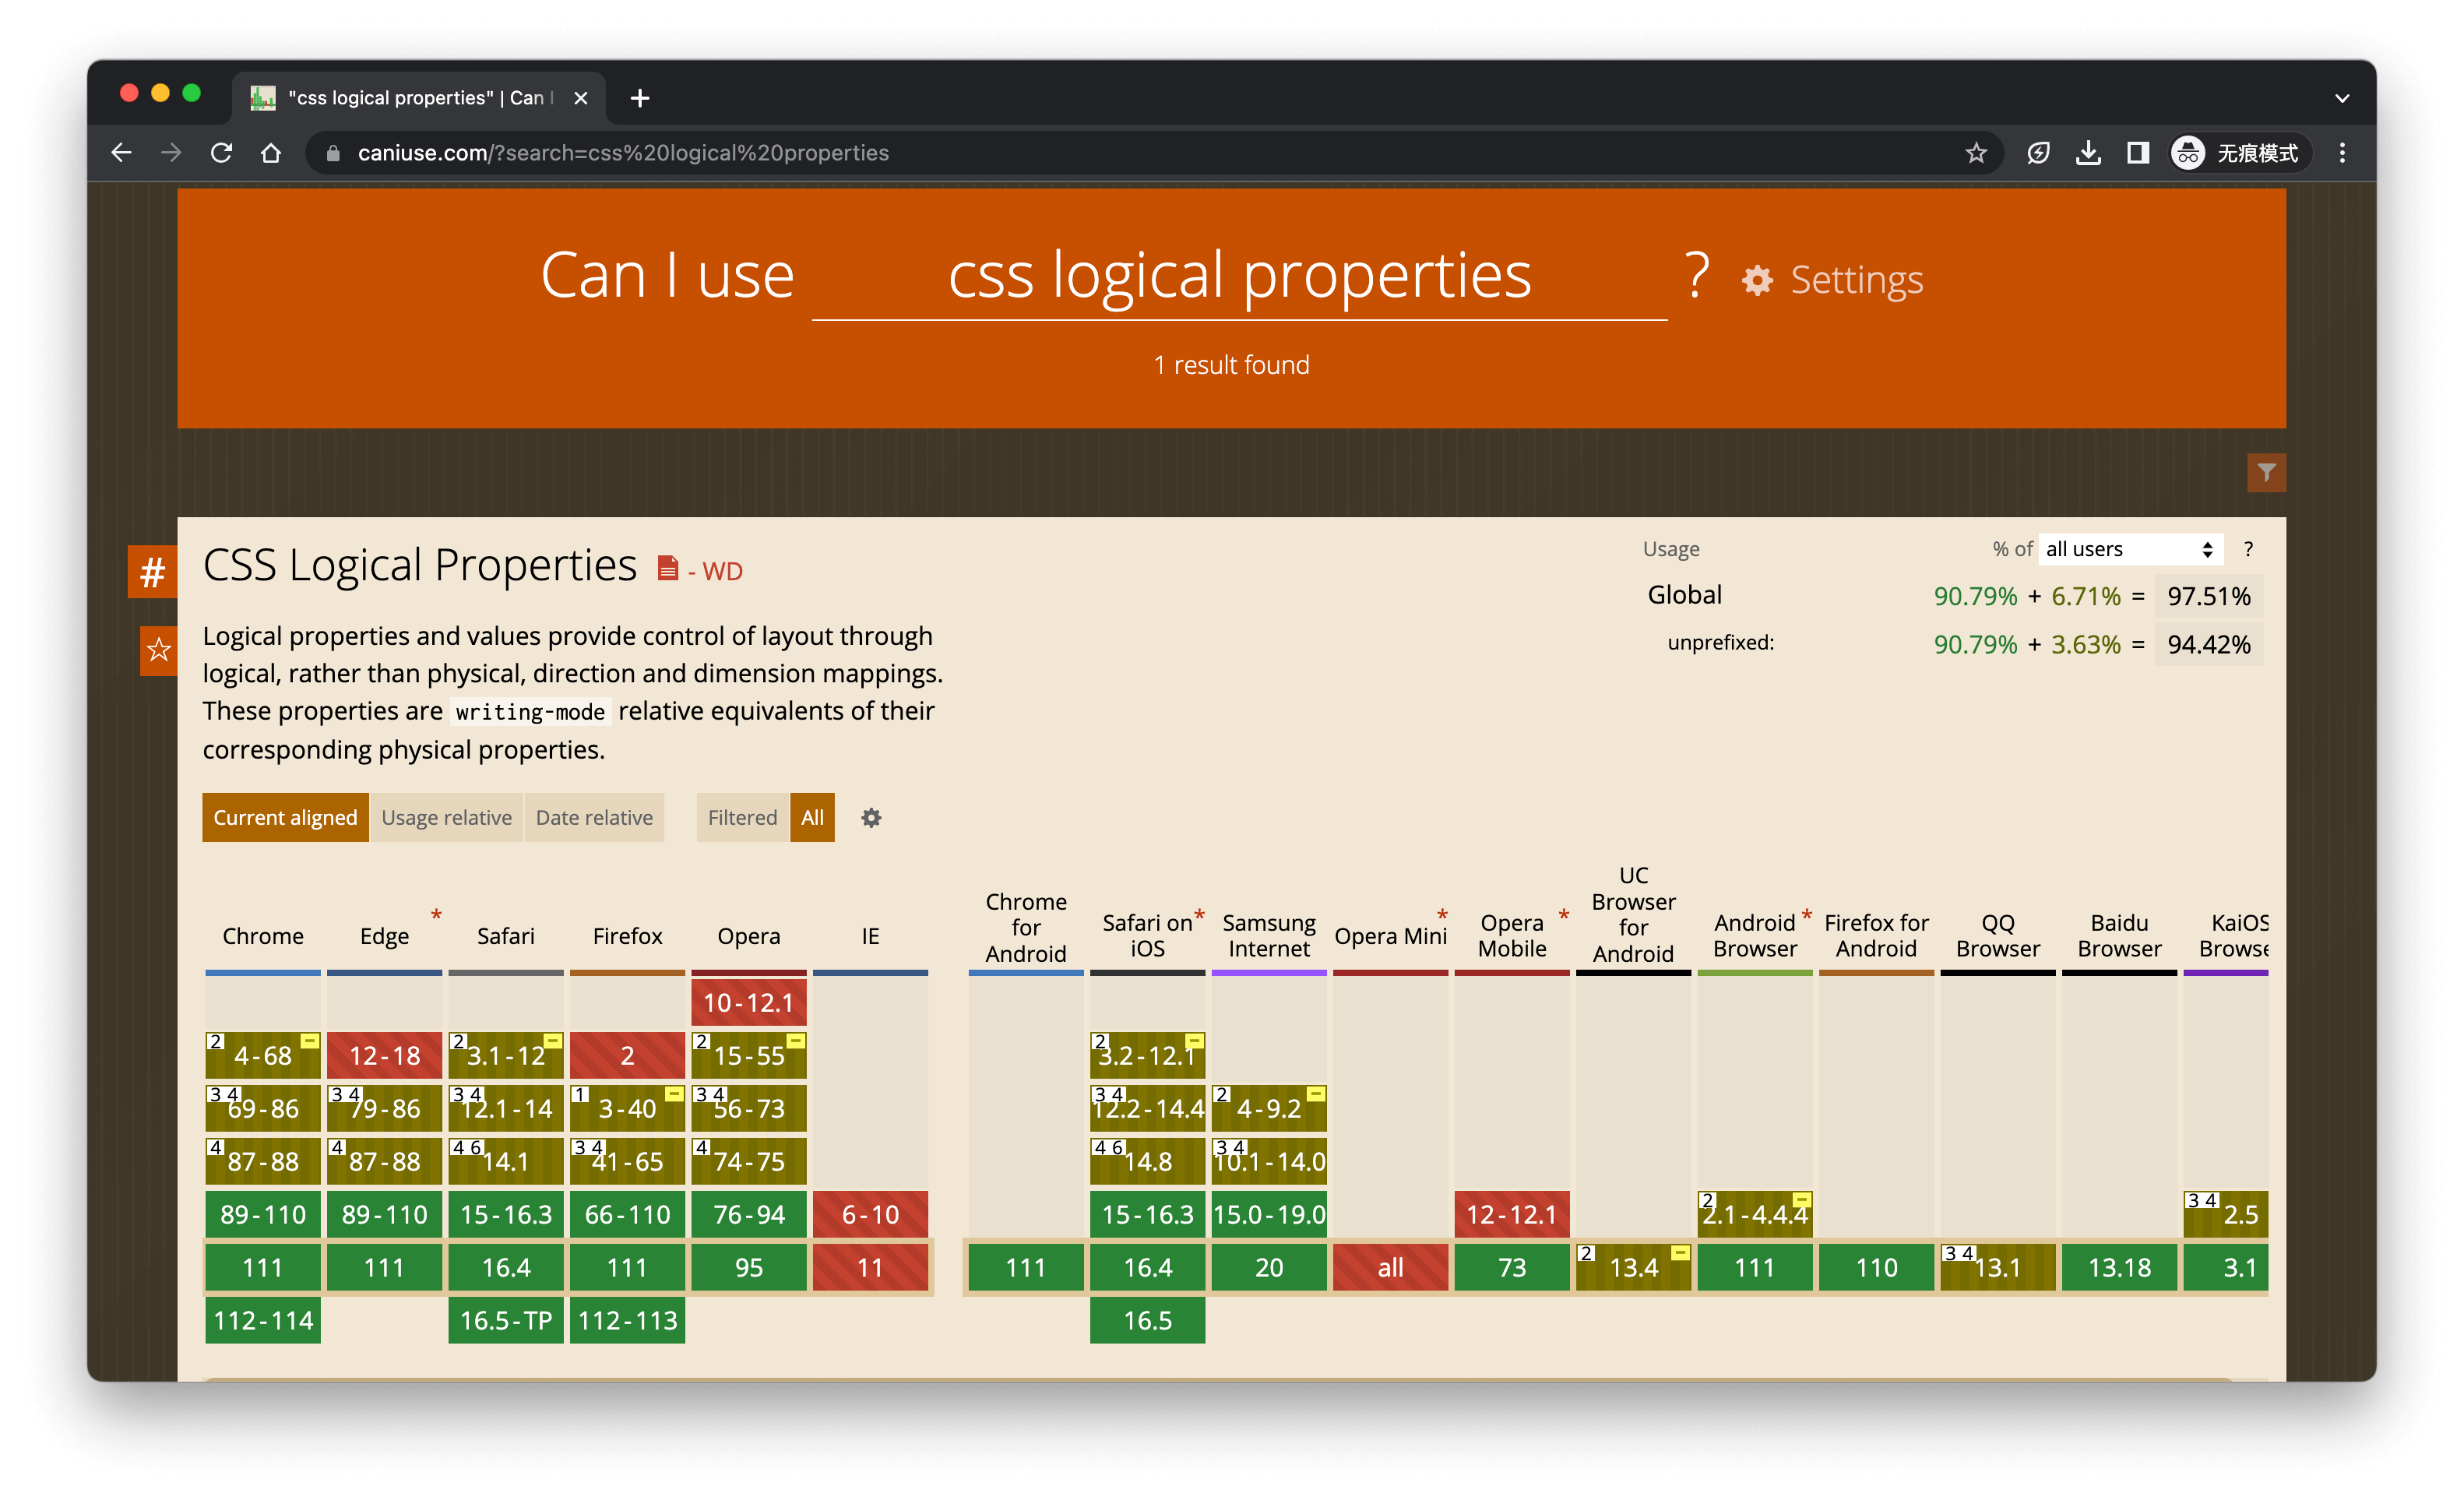 "css logical properties" | Can I
caniuse.com/?search=css%20logical%20properties
无痕模式
Can I use css logical properties ? Settings
1 result found
#
CSS Logical Properties - WD
Usage % of all users ?
Global 90.79% + 6.71% = 97.51%
unprefixed: 90.79% + 3.63% = 94.42%
Logical properties and values provide control of layout through
logical, rather than physical, direction and dimension mappings.
These properties are writing-mode relative equivalents of their
corresponding physical properties.
Current aligned Usage relative Date relative Filtered All
Chrome
Edge *
Safari
Firefox
Opera
IE
Chrome
for
Android
Safari on *
iOS
Samsung
Internet
Opera Mini *
Opera *
Mobile
UC
Browser
for
Android
Android *
Browser
Firefox for
Android
QQ
Browser
Baidu
Browser
KaiOS
Browse
10-12.1
2 4-68 12-18 2 3.1-12 2 2 15-55 2 3.2-12.1
3 4 69-86 3 4 79-86 3 4 12.1-14 1 3-40 3 4 56-73 3 4 12.2-14.4 2 4-9.2
4 87-88 4 87-88 4 6 14.1 3 4 41-65 4 74-75 4 6 14.8 3 4 10.1-14.0
89-110 89-110 15-16.3 66-110 76-94 6-10 15-16.3 15.0-19.0 12-12.1 2 2.1-4.4.4 3 4 2.5
111 111 16.4 111 95 11 111 16.4 20 all 73 2 13.4 111 110 3 4 13.1 13.18 3.1
112-114 16.5-TP 112-113 16.5